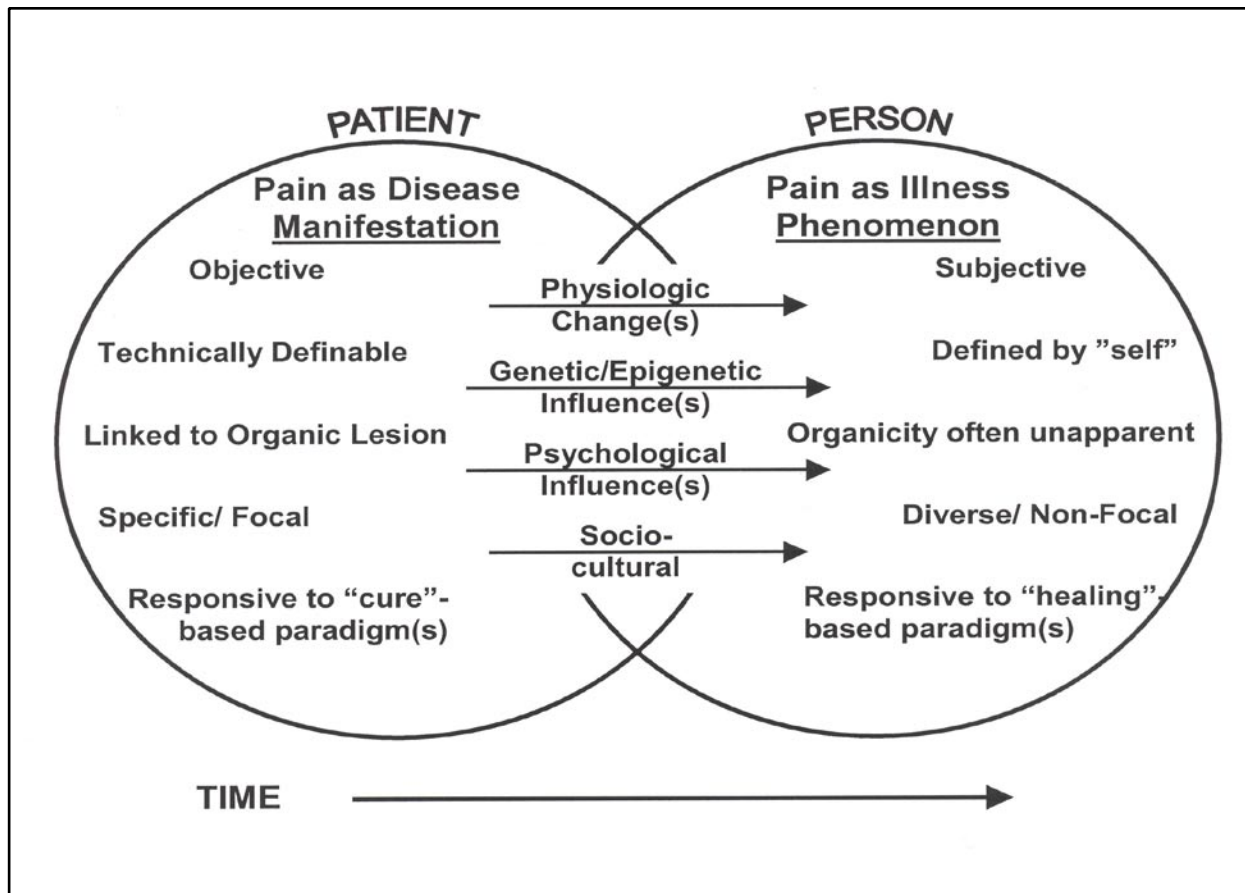 PATIENT
PERSON
Pain as Disease
Manifestation
Pain as Illness
Phenomenon
Objective
Subjective
Physiologic
Change(s)
Technically Definable
Defined by ”self”
Genetic/Epigenetic
Influence(s)
Linked to Organic Lesion
Organicity often unapparent
Psychological
Influence(s)
Specific/ Focal
Diverse/ Non-Focal
Socio-
cultural
Responsive to “cure”-
based paradigm(s)
Responsive to “healing”-
based paradigm(s)
TIME